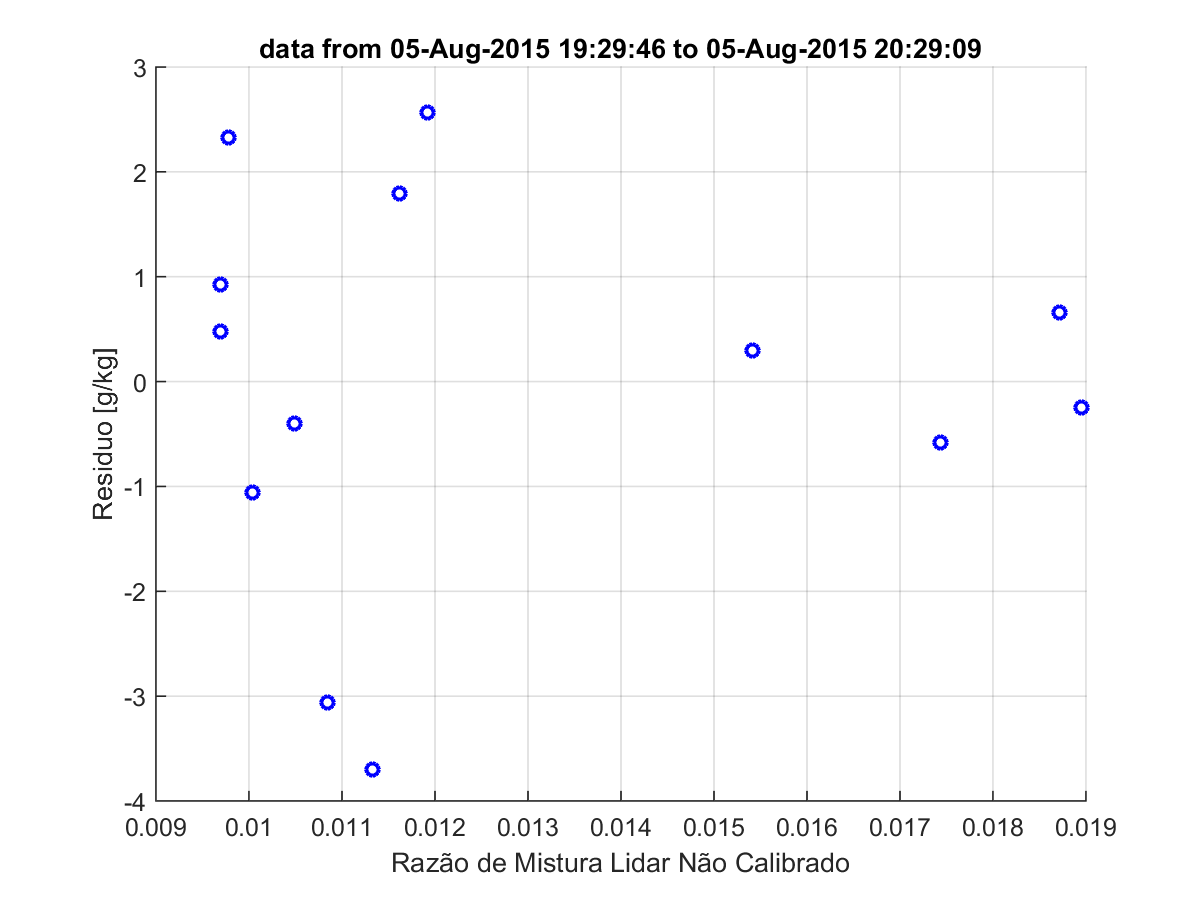 data from 05-Aug-2015 19:29:46 to 05-Aug-2015 20:29:09
3
2
1
0
-1
-2
-3
-4
Residuo [g/kg]
0.009 0.01 0.011 0.012 0.013 0.014 0.015 0.016 0.017 0.018 0.019
Razão de Mistura Lidar Não Calibrado